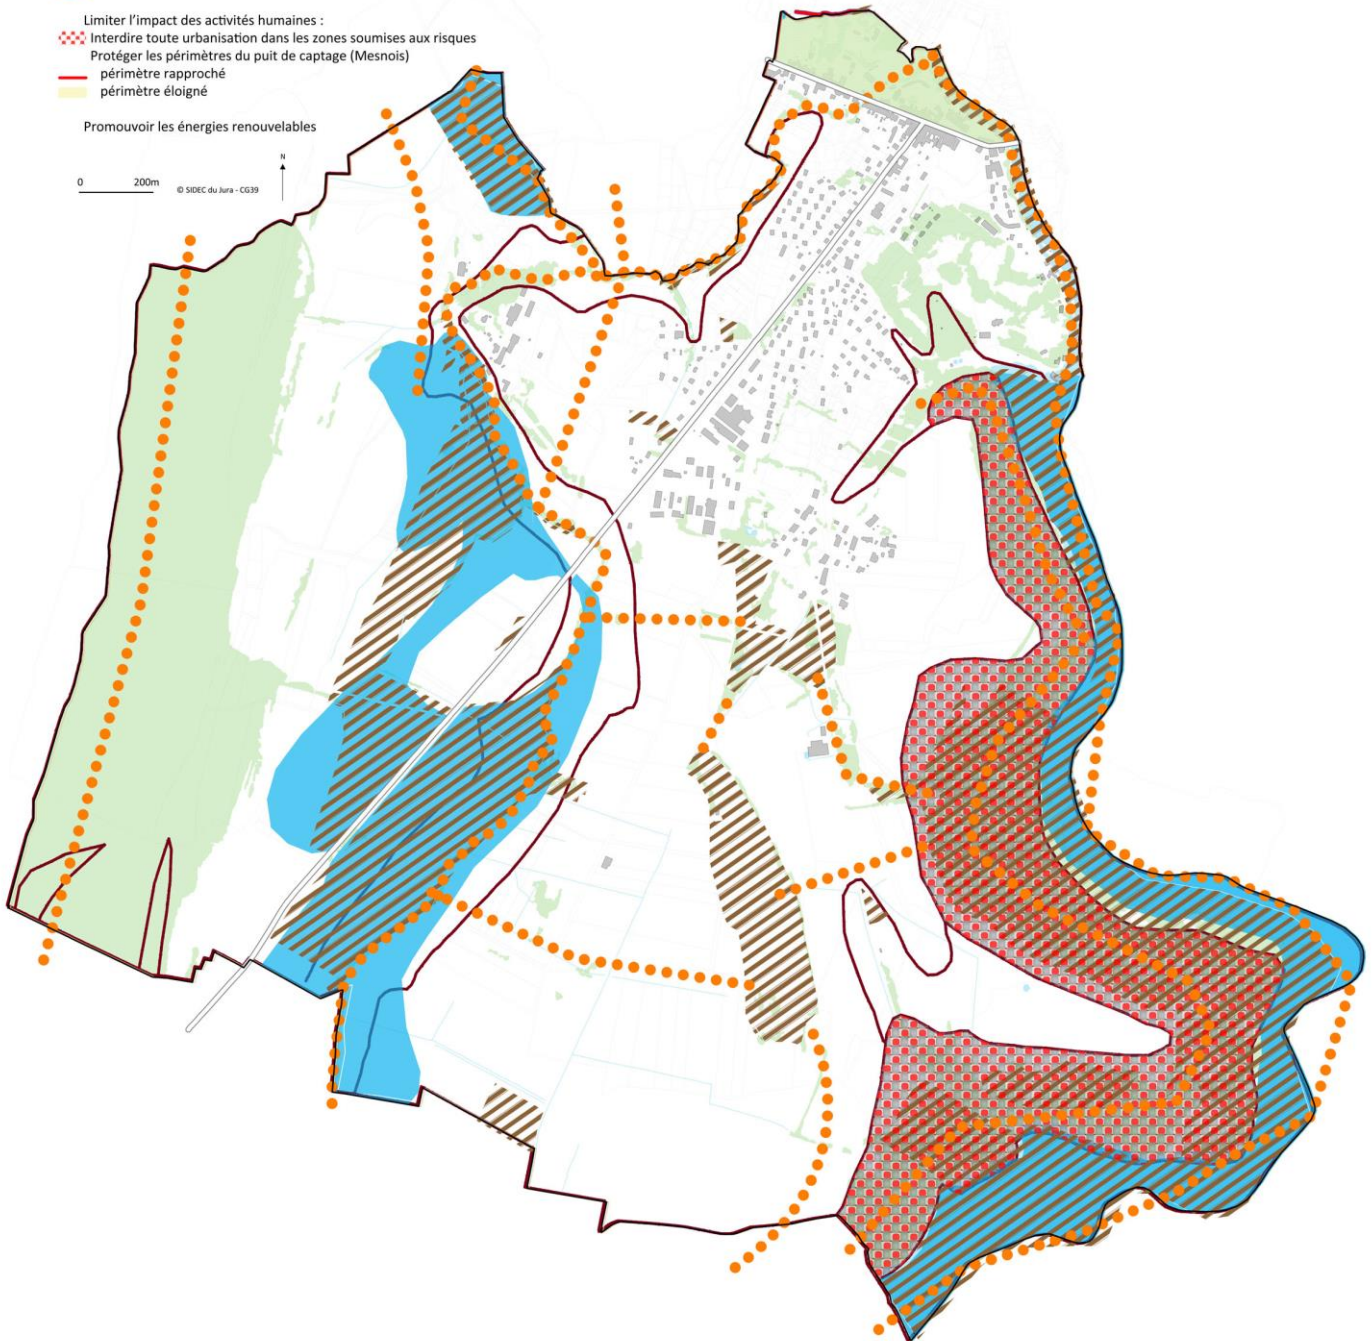 Limiter l'impact des activités humaines :
Interdire toute urbanisation dans les zones soumises aux risques
Protéger les périmètres du puit de captage (Mesnois)
périmètre rapproché
périmètre éloigné
Promouvoir les énergies renouvelables
N
0 200m © SIDEC du Jura - CG39